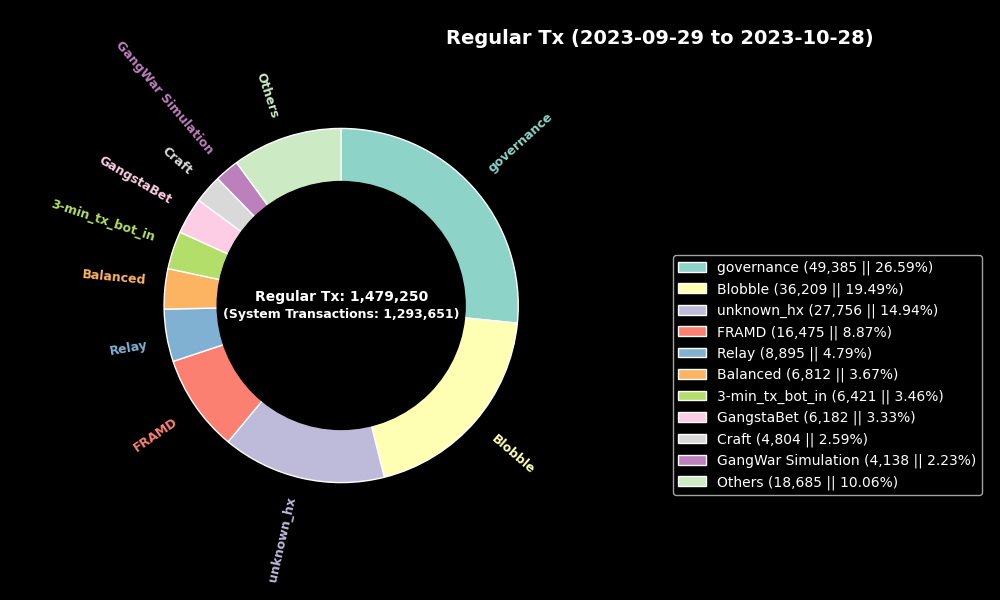 Regular Tx (2023-09-29 to 2023-10-28)
GangWar Simulation
Others
governance
Craft
GangstaBet
3-min_tx_bot_in
Balanced
Relay
FRAMD
unknown_hx
Blobble
Regular Tx: 1,479,250
(System Transactions: 1,293,651)
governance (49,385 || 26.59%)
Blobble (36,209 || 19.49%)
unknown_hx (27,756 || 14.94%)
FRAMD (16,475 || 8.87%)
Relay (8,895 || 4.79%)
Balanced (6,812 || 3.67%)
3-min_tx_bot_in (6,421 || 3.46%)
GangstaBet (6,182 || 3.33%)
Craft (4,804 || 2.59%)
GangWar Simulation (4,138 || 2.23%)
Others (18,685 || 10.06%)